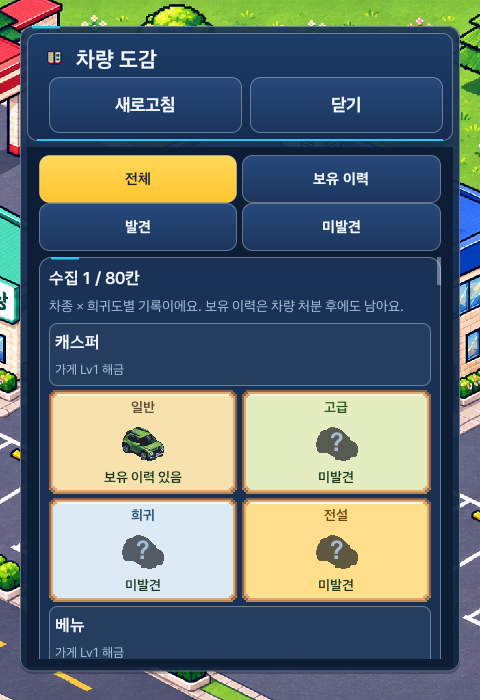 차량 도감
새로고침 닫기
전체 보유 이력
발견 미발견
수집 1 / 80칸
차종 × 희귀도별 기록이에요. 보유 이력은 차량 처분 후에도 남아요.
캐스퍼
가게 Lv1 해금
일반 고급
? 
보유 이력 있음 미발견
희귀 전설
? ?
미발견 미발견
베뉴
가게 Lv1 해금
상